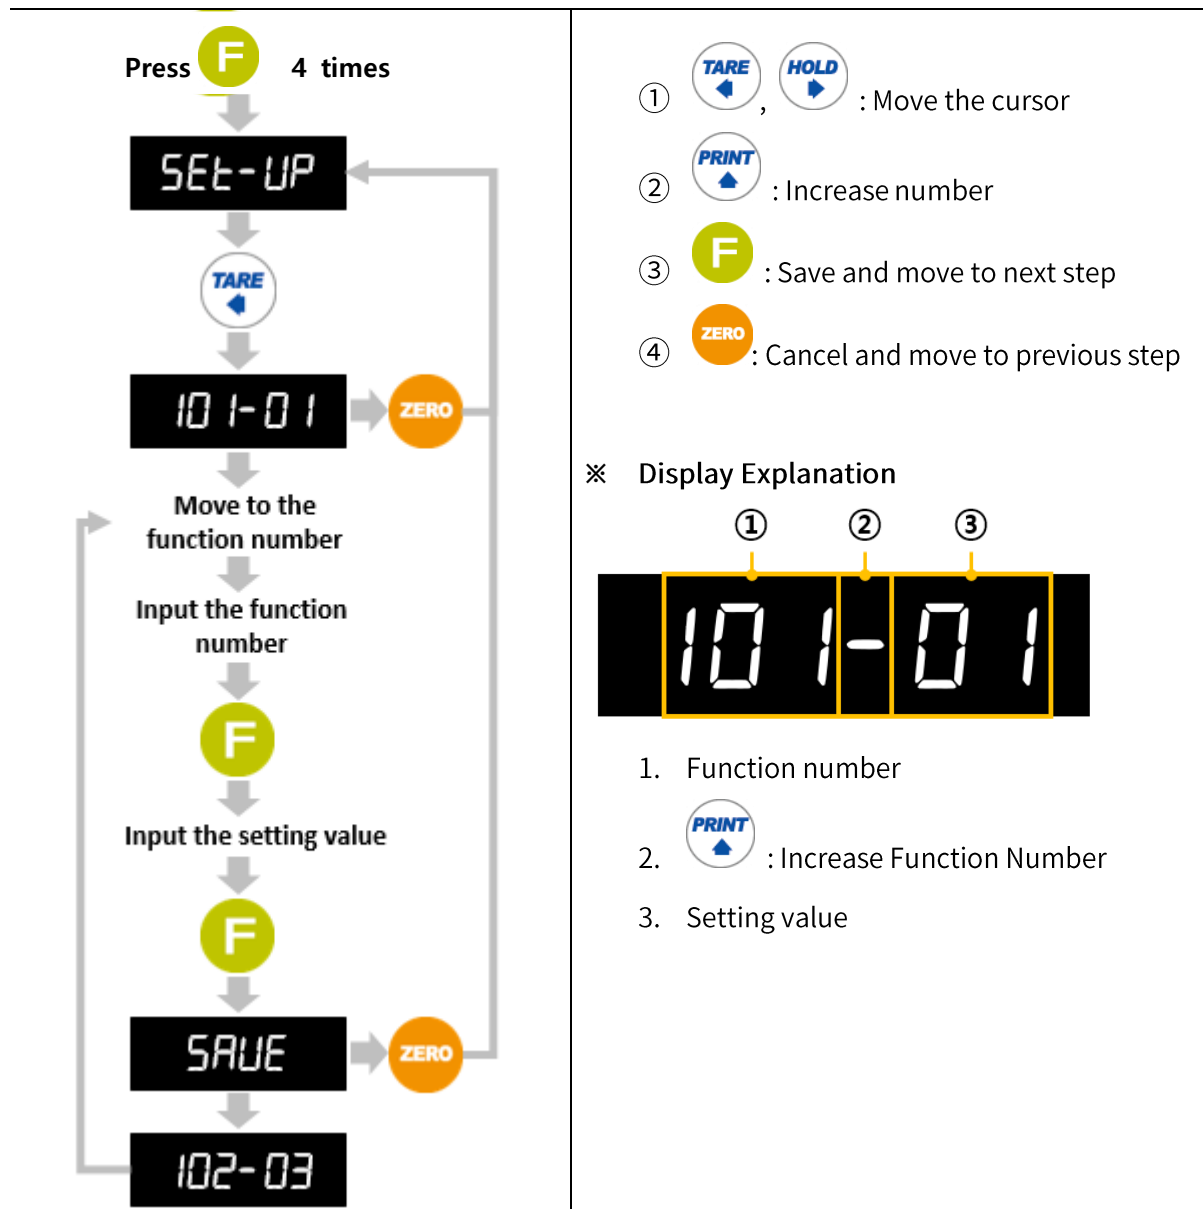 Press F 4 times
SEt-UP
TARE
101-01
ZERO
Move to the
function number
Input the function
number
F
Input the setting value
F
SAVE
ZERO
102-03
① TARE , HOLD : Move the cursor
② PRINT : Increase number
③ F : Save and move to next step
④ ZERO : Cancel and move to previous step
※ Display Explanation
① ② ③
101-01
1. Function number
2. PRINT : Increase Function Number
3. Setting value